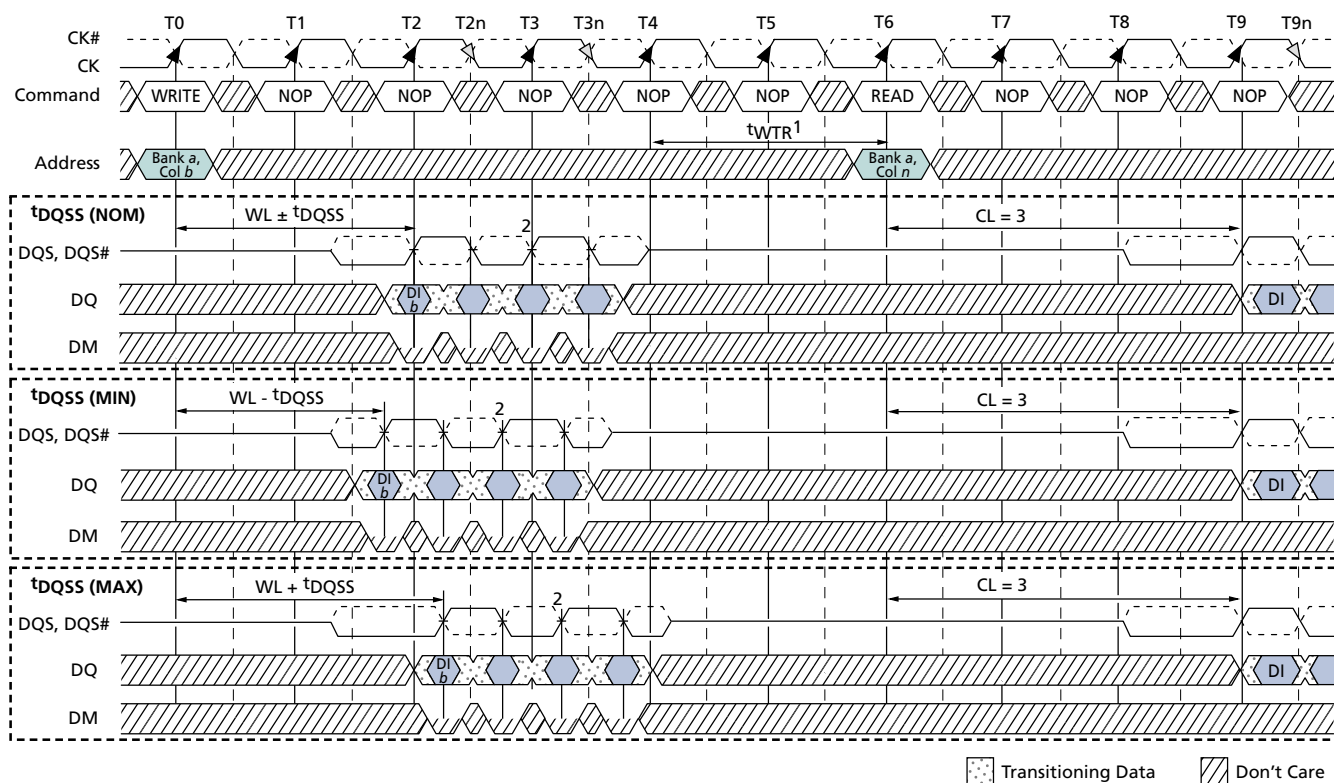 T0 T1 T2 T2n T3 T3n T4 T5 T6 T7 T8 T9 T9n
CK#
CK
Command WRITE NOP NOP NOP NOP NOP READ NOP NOP NOP
tWTR1
Address Bank a, Col b Bank a, Col n
tDQSS (NOM) WL ± tDQSS 2 CL = 3
DQS, DQS#
DQ DI b DI
DM
tDQSS (MIN) WL - tDQSS 2 CL = 3
DQS, DQS#
DQ DI b DI
DM
tDQSS (MAX) WL + tDQSS 2 CL = 3
DQS, DQS#
DQ DI b DI
DM
Transitioning Data Don't Care